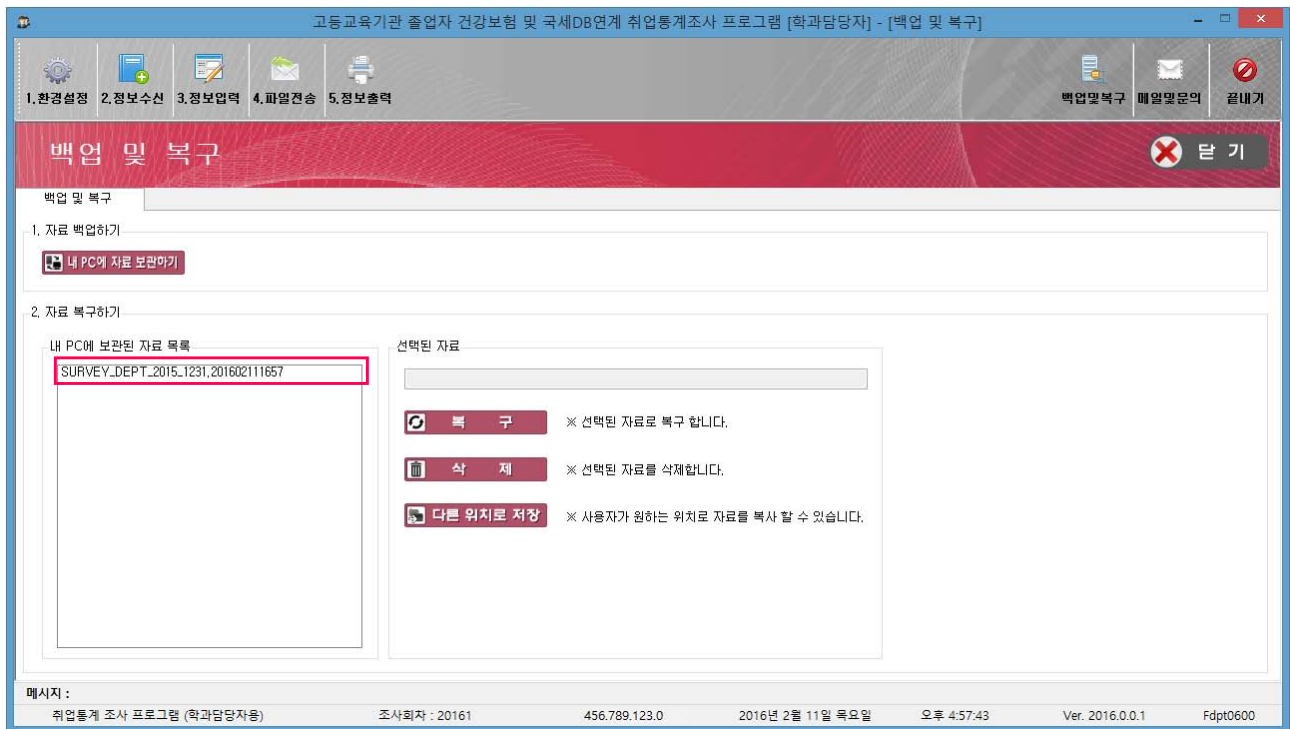 고등교육기관 졸업자 건강보험 및 국세DB연계 취업통계조사 프로그램 [학과담당자] - [백업 및 복구]
1.환경설정 2.정보수신 3.정보입력 4.파일전송 5.정보출력 백업및복구 메일및문의 끝내기
백업 및 복구 닫 기
백업 및 복구
1. 자료 백업하기
내 PC에 자료 보관하기
2. 자료 복구하기
내 PC에 보관된 자료 목록
SURVEY_DEPT_2015_1231,201602111657
선택된 자료
복 구 ※ 선택된 자료로 복구 합니다.
삭 제 ※ 선택된 자료를 삭제합니다.
다른 위치로 저장 ※ 사용자가 원하는 위치로 자료를 복사 할 수 있습니다.
메시지 :
취업통계 조사 프로그램 (학과담당자용) 조사회차 : 20161 456.789.123.0 2016년 2월 11일 목요일 오후 4:57:43 Ver. 2016.0.0.1 Fdpt0600